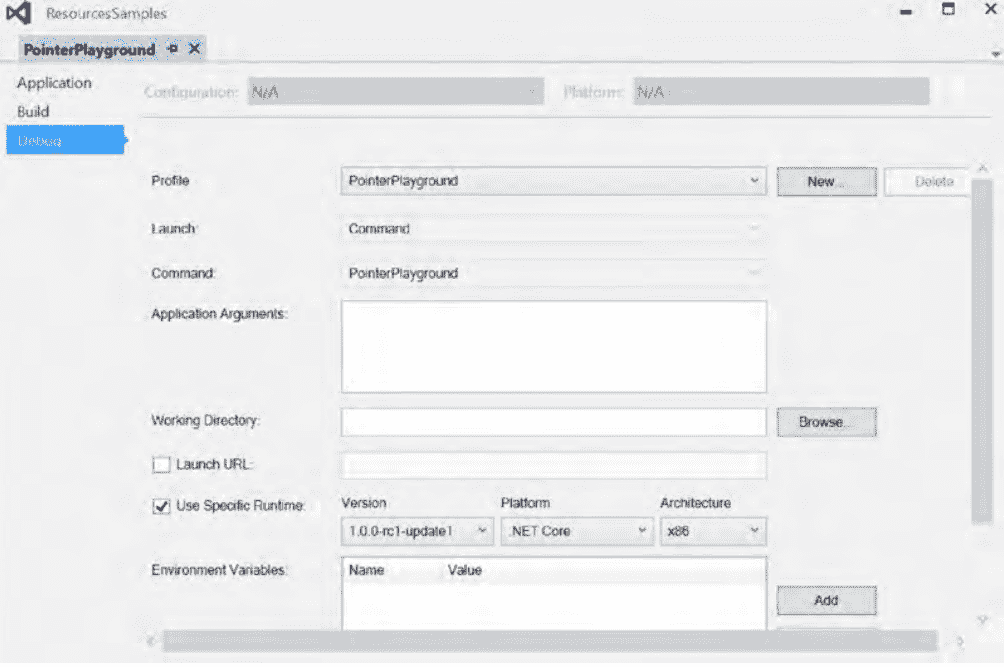 ResourcesSamples
PointerPlayground
Application
Build
Debug
Configuration: N/A Platform: N/A
Profile PointerPlayground New... Delete
Launch: Command
Command: PointerPlayground
Application Arguments:
Working Directory: Browse...
Launch URL:
Use Specific Runtime: Version Platform Architecture
1.0.0-rc1-update1 .NET Core x86
Environment Variables: Name Value
Add